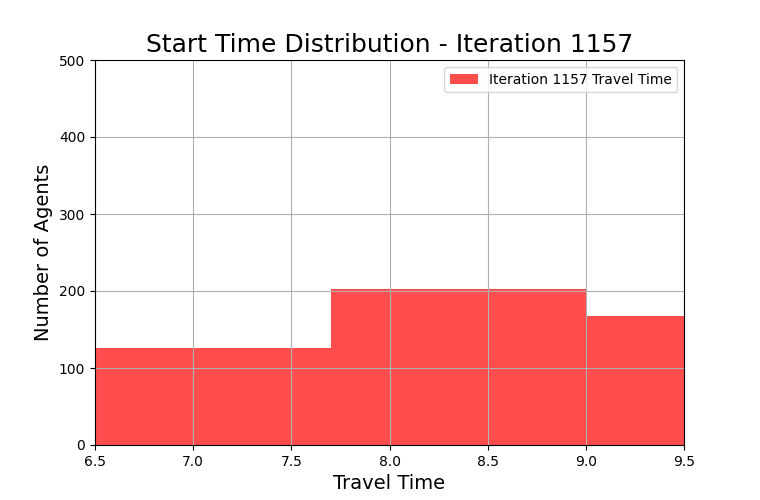 Start Time Distribution - Iteration 1157
Iteration 1157 Travel Time
Number of Agents
500
400
300
200
100
0
6.5 7.0 7.5 8.0 8.5 9.0 9.5
Travel Time